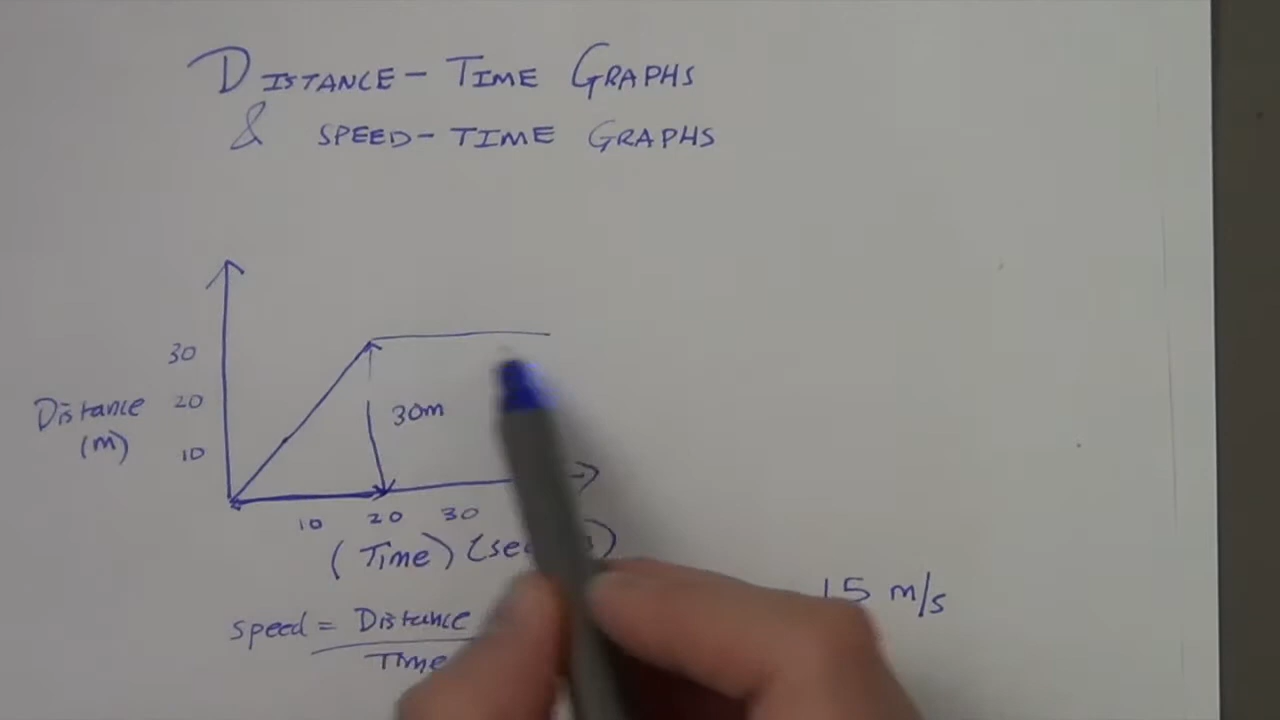 DISTANCE-TIME GRAPHS
& SPEED-TIME GRAPHS
30
Distance 20
(m)
10
30m
10 20 30
(Time)
speed = Distance
Time
15 m/s